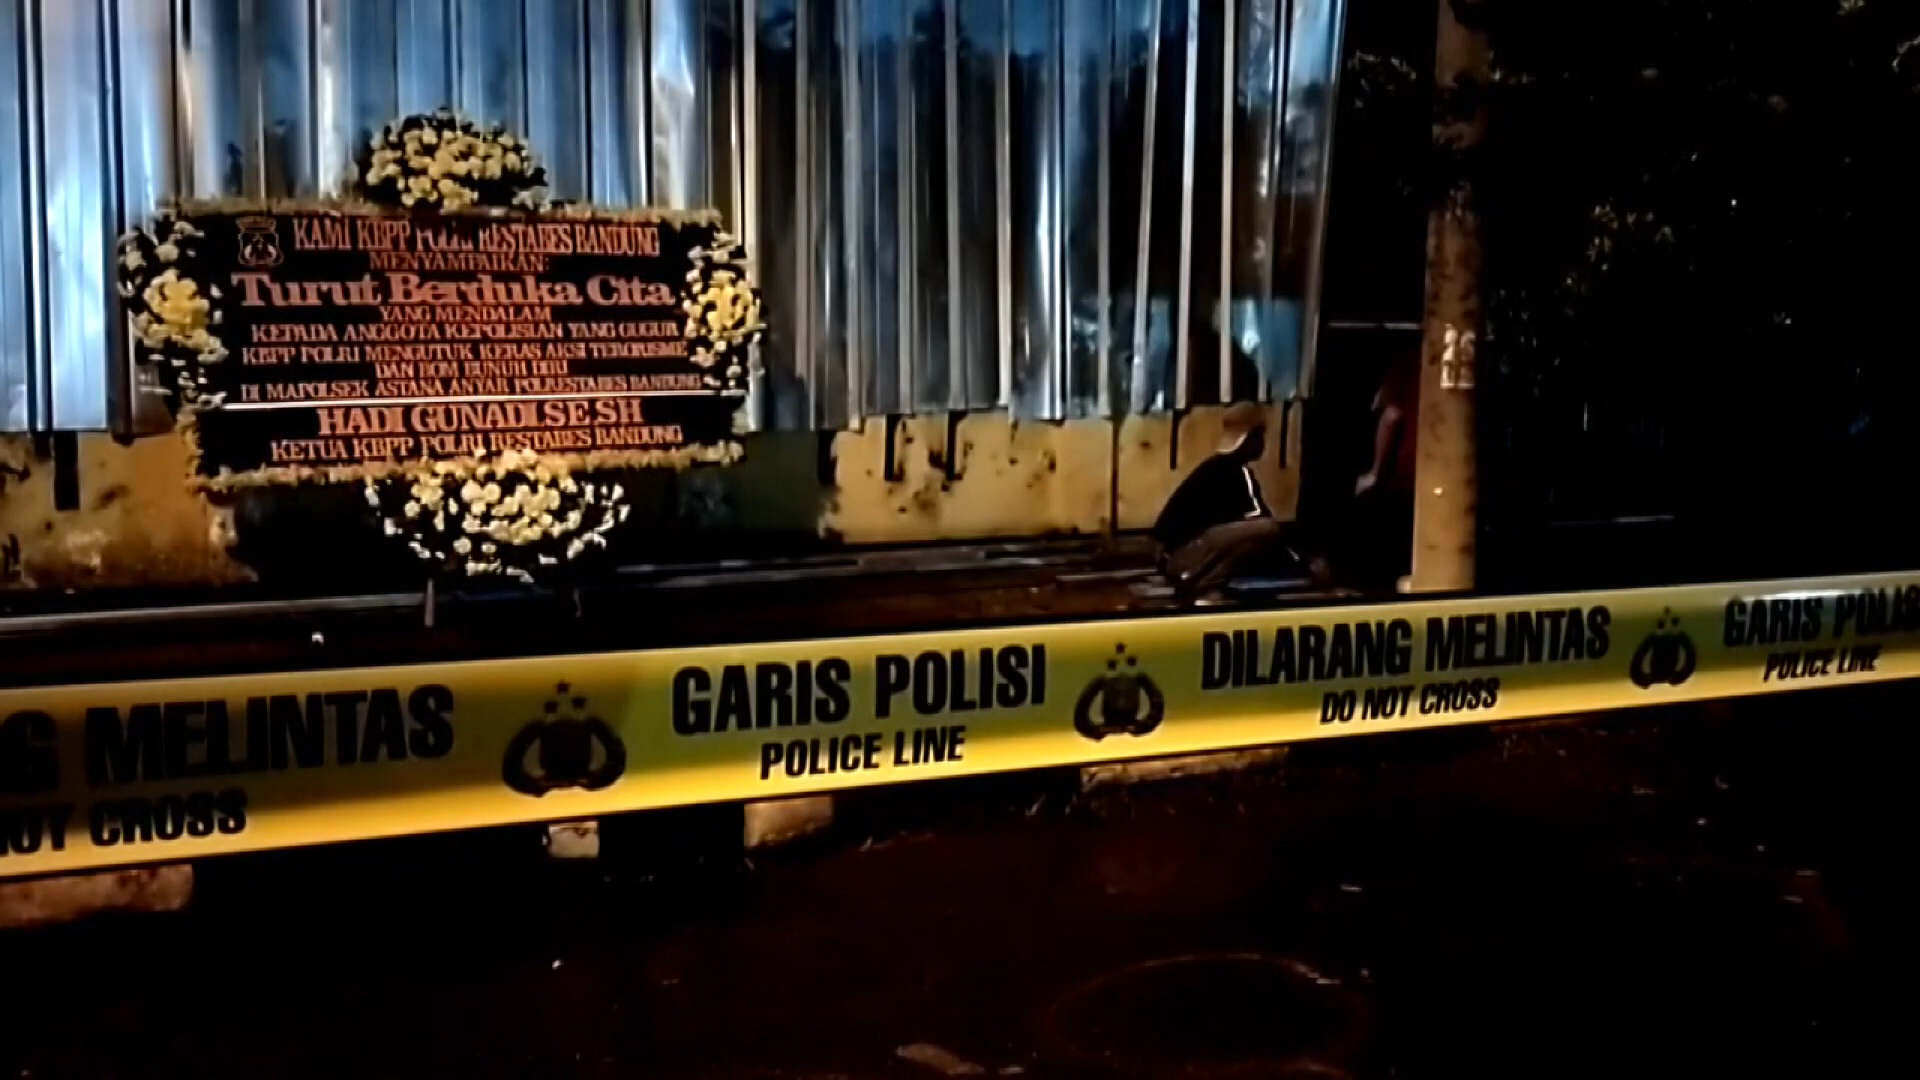 KAMI KBPP POLRI RESTABES BANDUNG
MENYAMPAIKAN:
Turut Berduka Cita
YANG MENDALAM
KEPADA ANGGOTA KEPOLISIAN YANG GUGUR
KBPP POLRI MENGUTUK KERAS AKSI TERORISME
DAN BOM BUNUH DIRI
DI MAPOLSEK ASTANA ANYAR POLRESTABES BANDUNG
HADI GUNADI SE SH
KETUA KBPP POLRI RESTABES BANDUNG
G MELINTAS
NOT CROSS
GARIS POLISI
POLICE LINE
DILARANG MELINTAS
DO NOT CROSS
GARIS POLIS
POLICE LINE